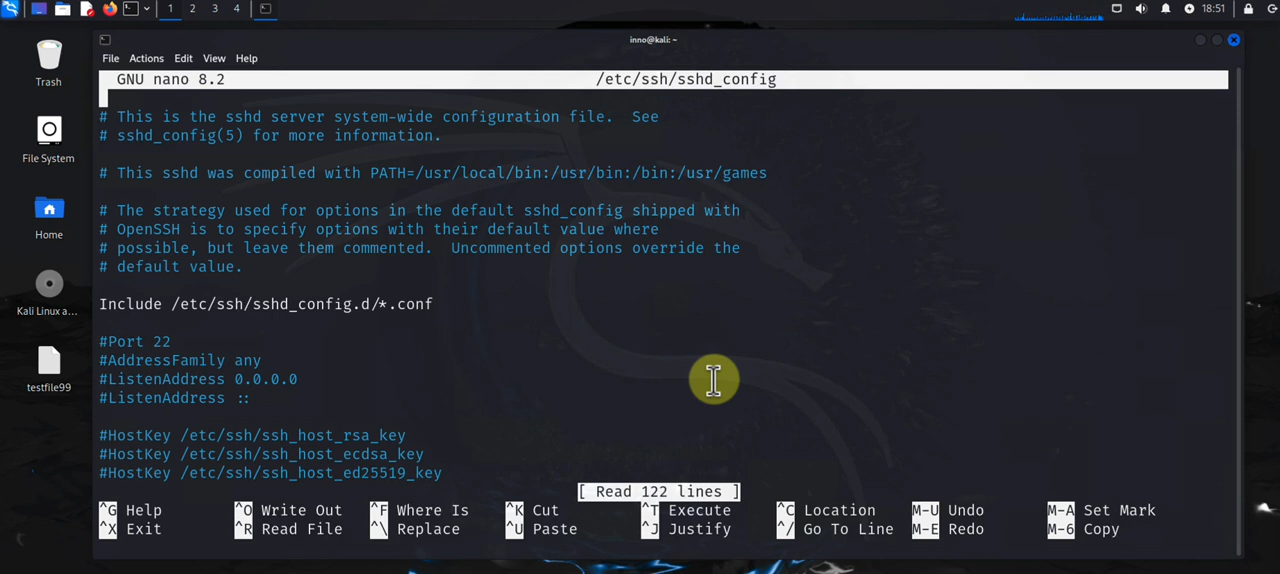 1 2 3 4
18:51
inno@kali: ~
File Actions Edit View Help
GNU nano 8.2 /etc/ssh/sshd_config
# This is the sshd server system-wide configuration file.  See
# sshd_config(5) for more information.
# This sshd was compiled with PATH=/usr/local/bin:/usr/bin:/bin:/usr/games
# The strategy used for options in the default sshd_config shipped with
# OpenSSH is to specify options with their default value where
# possible, but leave them commented.  Uncommented options override the
# default value.
Include /etc/ssh/sshd_config.d/*.conf
#Port 22
#AddressFamily any
#ListenAddress 0.0.0.0
#ListenAddress ::
#HostKey /etc/ssh/ssh_host_rsa_key
#HostKey /etc/ssh/ssh_host_ecdsa_key
#HostKey /etc/ssh/ssh_host_ed25519_key
[ Read 122 lines ]
^G Help ^O Write Out ^F Where Is ^K Cut ^T Execute ^C Location M-U Undo M-A Set Mark
^X Exit ^R Read File ^\ Replace ^U Paste ^J Justify ^/ Go To Line M-E Redo M-6 Copy
Trash
File System
Home
Kali Linux a...
testfile99